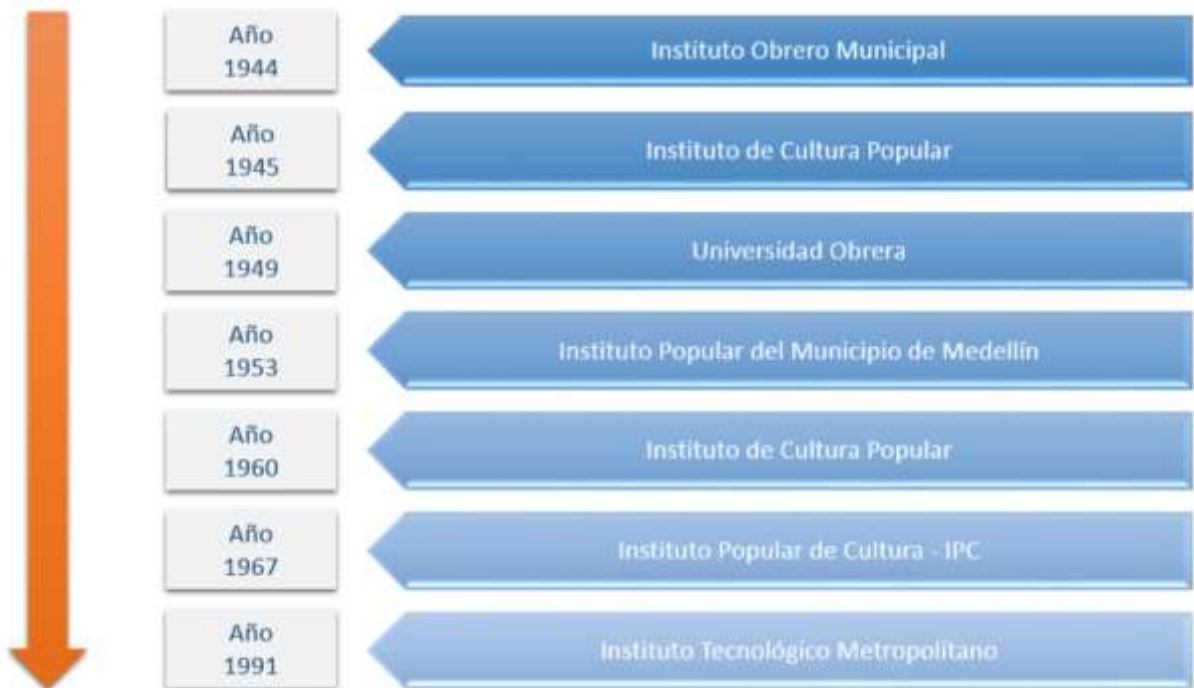 Año
1944
Instituto Obrero Municipal
Año
1945
Instituto de Cultura Popular
Año
1949
Universidad Obrera
Año
1953
Instituto Popular del Municipio de Medellín
Año
1960
Instituto de Cultura Popular
Año
1967
Instituto Popular de Cultura - IPC
Año
1991
Instituto Tecnológico Metropolitano